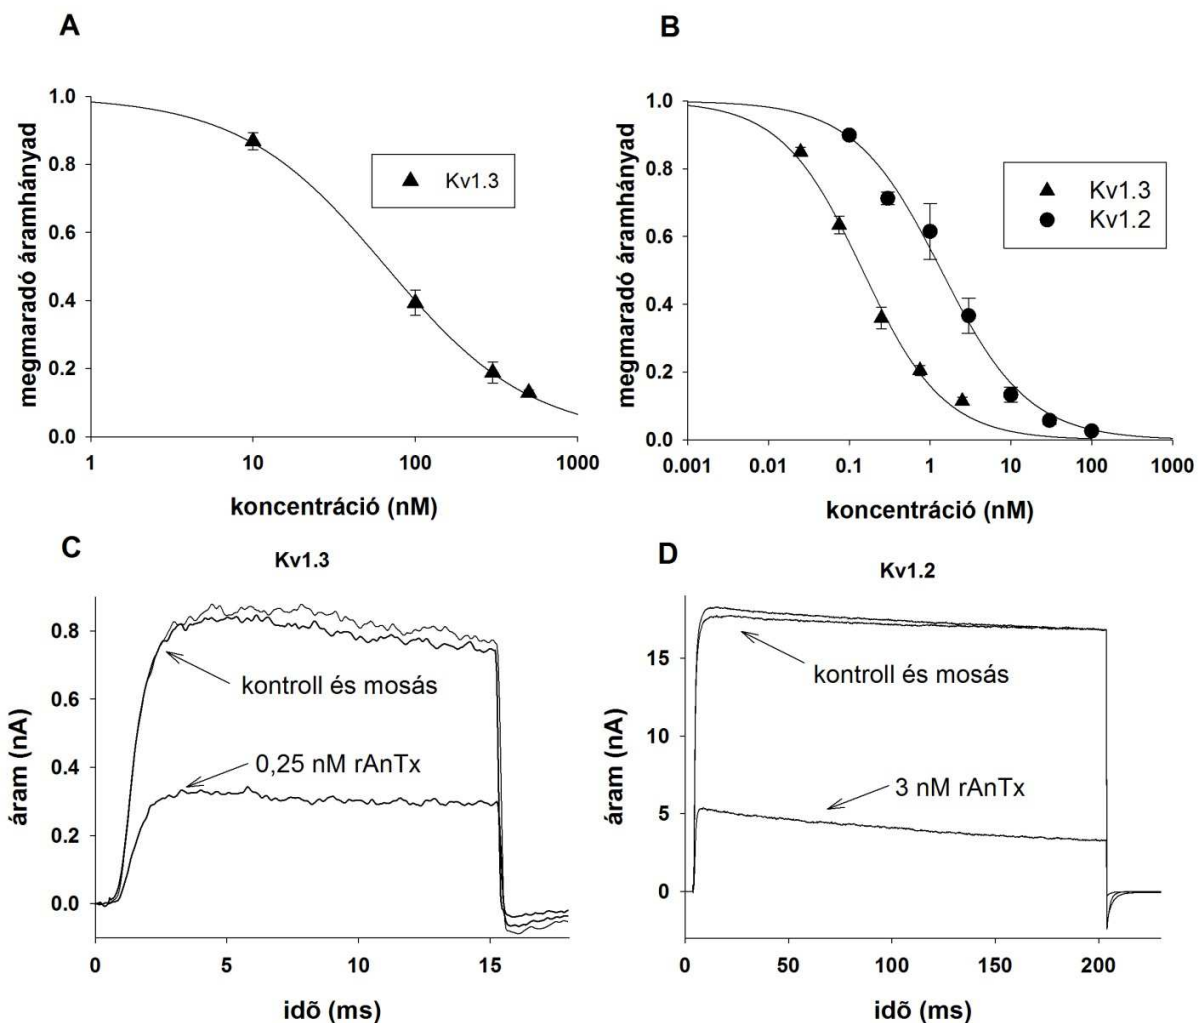 A
1.0
0.8
0.6
0.4
0.2
0.0
1
10
100
1000
megmaradó áramhányad
koncentráció (nM)
Kv1.3
B
1.0
0.8
0.6
0.4
0.2
0.0
0.001
0.01
0.1
1
10
100
1000
megmaradó áramhányad
koncentráció (nM)
Kv1.3
Kv1.2
C
Kv1.3
0.8
0.6
0.4
0.2
0.0
0
5
10
15
áram (nA)
idõ (ms)
kontroll és mosás
0,25 nM rAnTx
D
Kv1.2
15
10
5
0
0
50
100
150
200
áram (nA)
idõ (ms)
kontroll és mosás
3 nM rAnTx